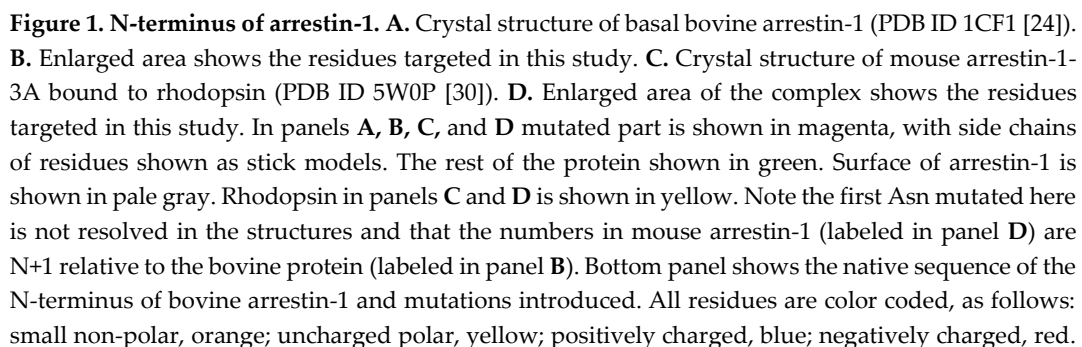 Figure 1. N-terminus of arrestin-1. A. Crystal structure of basal bovine arrestin-1 (PDB ID 1CF1 [24]).
B. Enlarged area shows the residues targeted in this study. C. Crystal structure of mouse arrestin-1-
3A bound to rhodopsin (PDB ID 5W0P [30]). D. Enlarged area of the complex shows the residues
targeted in this study. In panels A, B, C, and D mutated part is shown in magenta, with side chains
of residues shown as stick models. The rest of the protein shown in green. Surface of arrestin-1 is
shown in pale gray. Rhodopsin in panels C and D is shown in yellow. Note the first Asn mutated here
is not resolved in the structures and that the numbers in mouse arrestin-1 (labeled in panel D) are
N+1 relative to the bovine protein (labeled in panel B). Bottom panel shows the native sequence of the
N-terminus of bovine arrestin-1 and mutations introduced. All residues are color coded, as follows:
small non-polar, orange; uncharged polar, yellow; positively charged, blue; negatively charged, red.